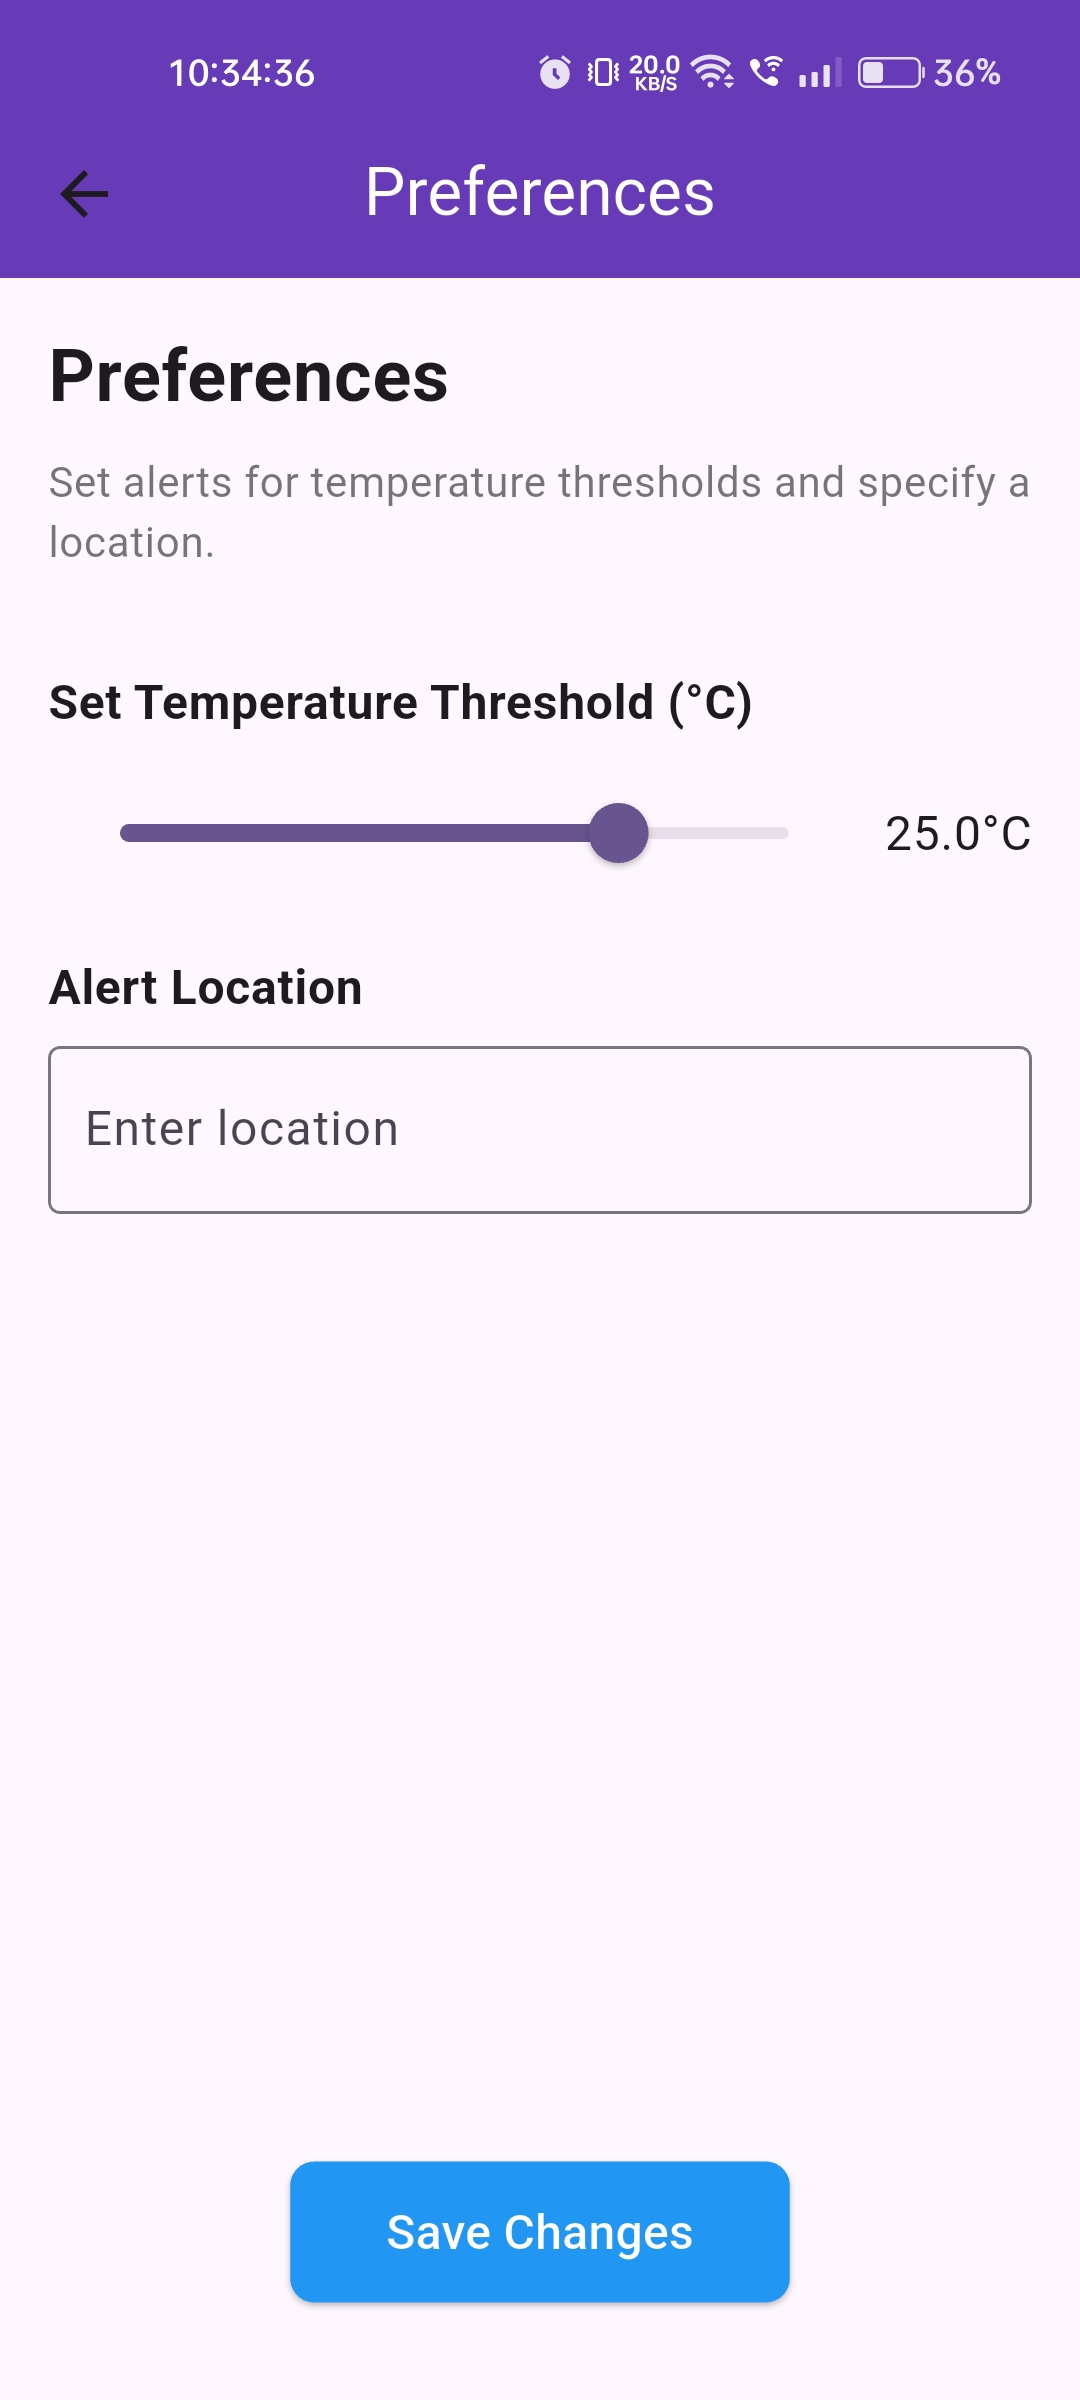 10:34:36 20.0 KB/S 36%
Preferences
Preferences
Set alerts for temperature thresholds and specify a
location.
Set Temperature Threshold (°C)
25.0°C
Alert Location
Enter location
Save Changes